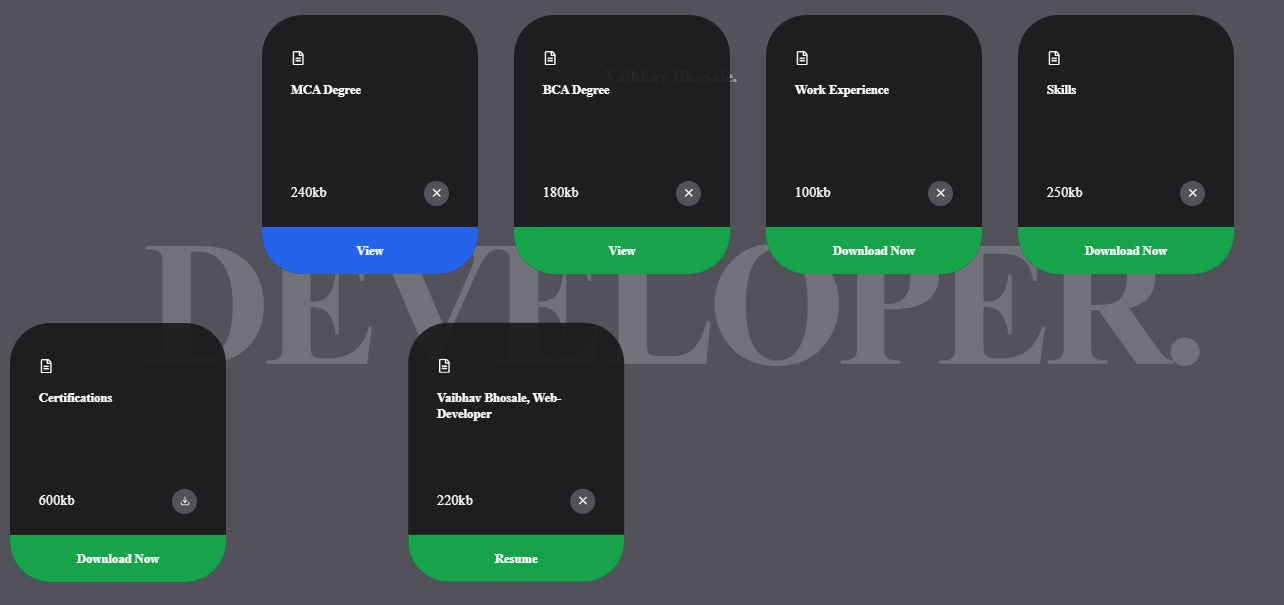 MCA Degree
240kb
View
BCA Degree
Vaibhav Bhosale.
180kb
View
Work Experience
100kb
Download Now
Skills
250kb
Download Now
DEVELOPER.
Certifications
600kb
Download Now
Vaibhav Bhosale, Web-
Developer
220kb
Resume